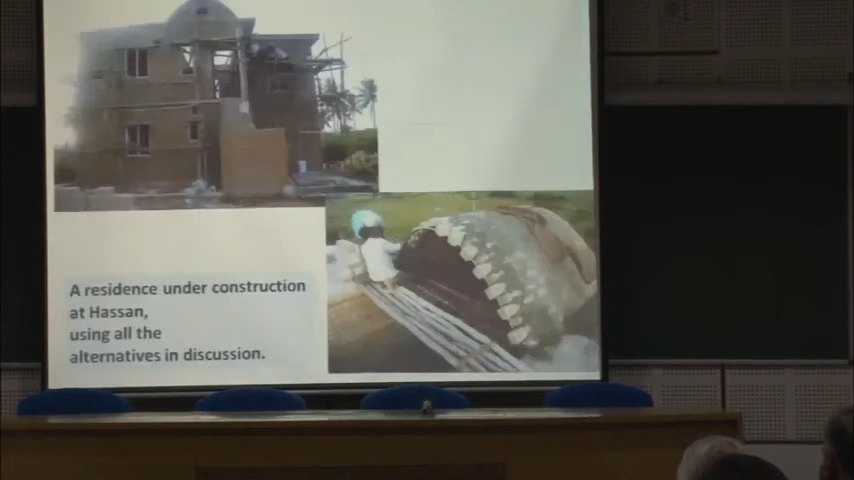 A residence under construction
at Hassan,
using all the
alternatives in discussion.